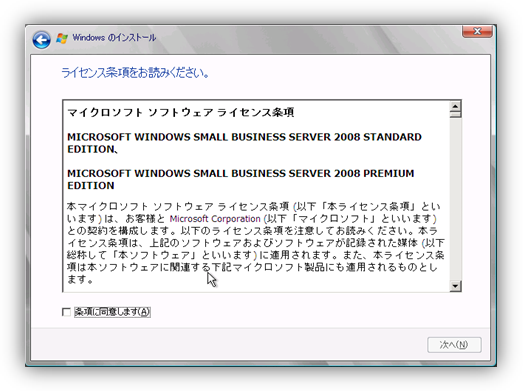 Windows のインストール
ライセンス条項をお読みください。
マイクロソフト ソフトウェア ライセンス条項
MICROSOFT WINDOWS SMALL BUSINESS SERVER 2008 STANDARD
EDITION、
MICROSOFT WINDOWS SMALL BUSINESS SERVER 2008 PREMIUM
EDITION
本マイクロソフト ソフトウェア ライセンス条項 (以下「本ライセンス条項」とい
います) は、お客様と Microsoft Corporation (以下「マイクロソフト」といいます)
との契約を構成します。以下のライセンス条項を注意してお読みください。本ラ
イセンス条項は、上記のソフトウェアおよびソフトウェアが記録された媒体 (以下
総称して「本ソフトウェア」といいます) に適用されます。また、本ライセンス条
項は本ソフトウェアに関連する下記マイクロソフト製品にも適用されるものとし
ます。
条項に同意します(A)
次へ(N)